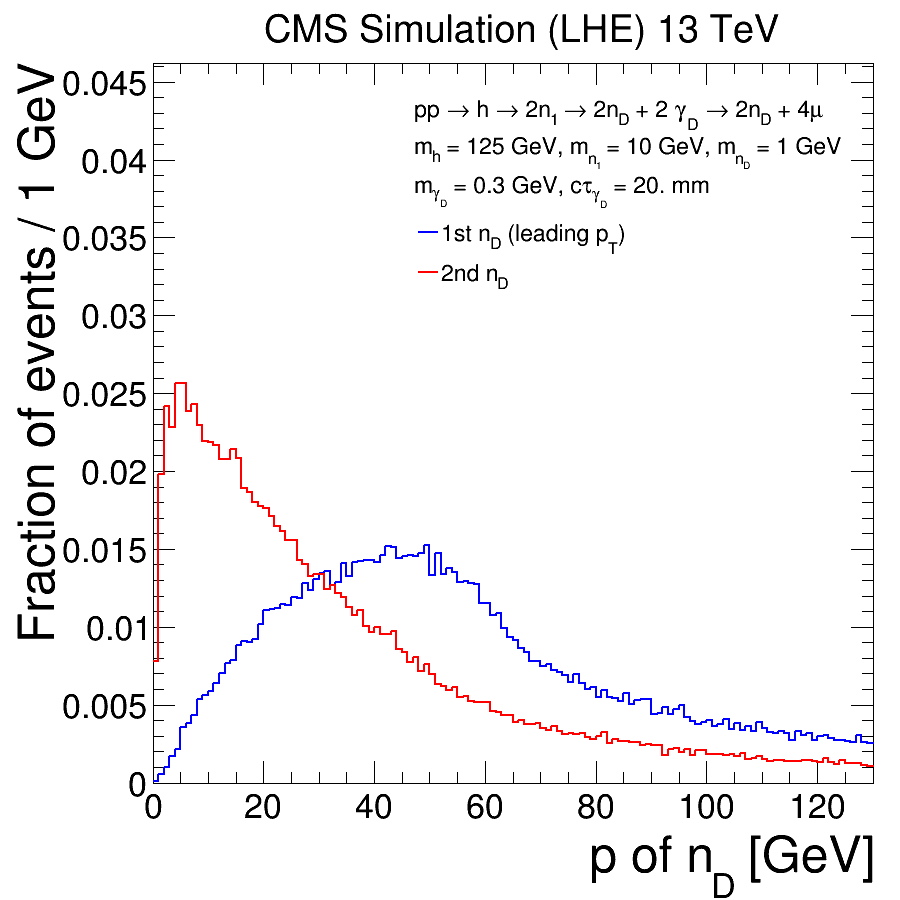 CMS Simulation (LHE) 13 TeV
Fraction of events / 1 GeV
0.045
0.04
0.035
0.03
0.025
0.02
0.015
0.01
0.005
0
pp → h → 2n₁ → 2n_D + 2 γ_D → 2n_D + 4μ
m_h = 125 GeV, m_n₁ = 10 GeV, m_n_D = 1 GeV
m_γ_D = 0.3 GeV, cτ_γ_D = 20. mm
1st n_D (leading p_T)
2nd n_D
0 20 40 60 80 100 120
p of n_D [GeV]